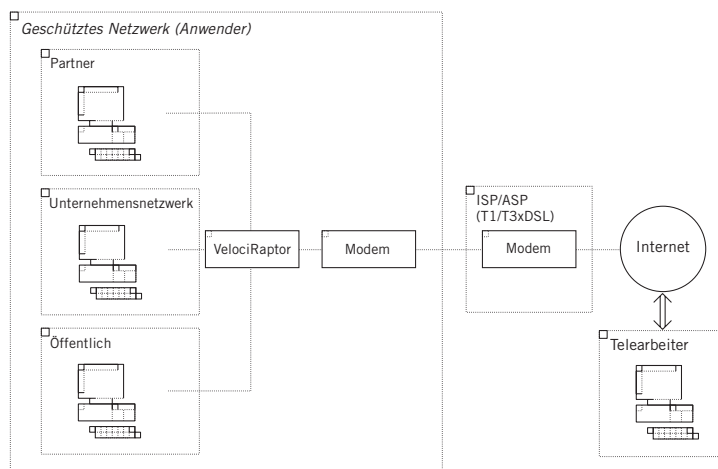 Geschütztes Netzwerk (Anwender)
Partner
Unternehmensnetzwerk
Öffentlich
VelociRaptor
Modem
ISP/ASP
(T1/T3xDSL)
Modem
Internet
Telearbeiter